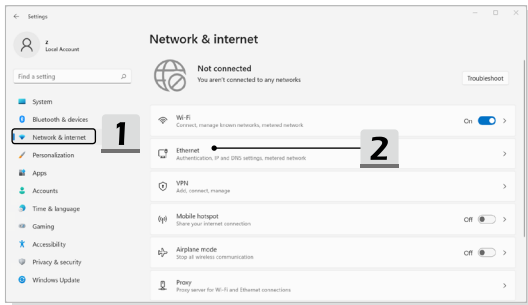 Settings
z
Local Account
Find a setting
System
Bluetooth & devices
Network & internet
Personalization
Apps
Accounts
Time & language
Gaming
Accessibility
Privacy & security
Windows Update
1
Network & internet
Not connected
You aren't connected to any networks
Troubleshoot
Wi-Fi
Connect, manage known networks, metered network
On
Ethernet
Authentication, IP and DNS settings, metered network
2
VPN
Add, connect, manage
Mobile hotspot
Share your internet connection
Off
Airplane mode
Stop all wireless communication
Off
Proxy
Proxy server for Wi-Fi and Ethernet connections